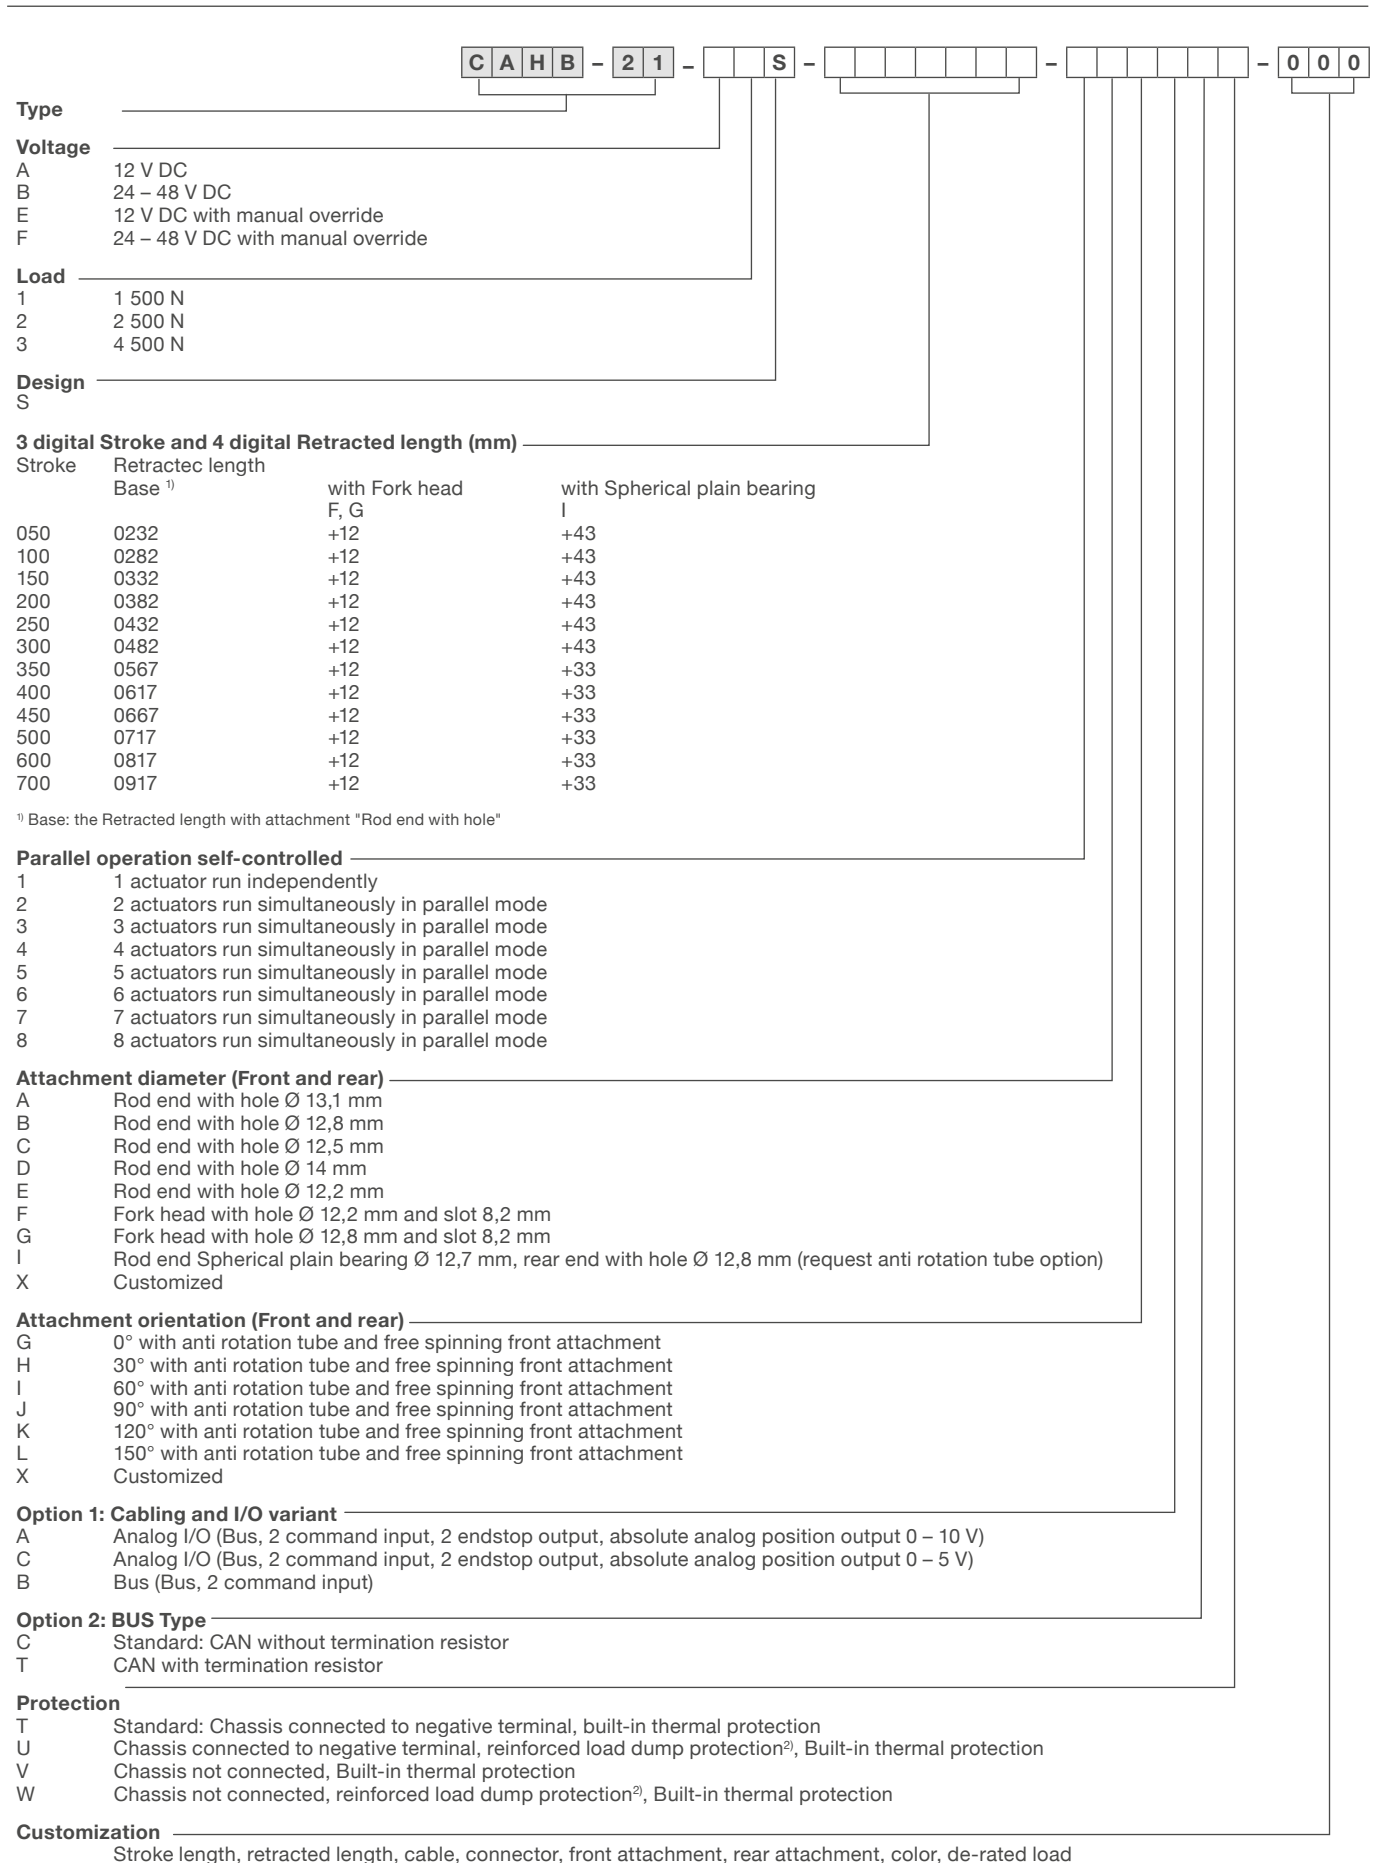 C A H B – 2 1 – S – – – 0 0 0
Type
Voltage
A 12 V DC
B 24 – 48 V DC
E 12 V DC with manual override
F 24 – 48 V DC with manual override
Load
1 1 500 N
2 2 500 N
3 4 500 N
Design
S
3 digital Stroke and 4 digital Retracted length (mm)
Stroke Retractec length
Base 1) with Fork head with Spherical plain bearing
F, G I
050 0232 +12 +43
100 0282 +12 +43
150 0332 +12 +43
200 0382 +12 +43
250 0432 +12 +43
300 0482 +12 +43
350 0567 +12 +33
400 0617 +12 +33
450 0667 +12 +33
500 0717 +12 +33
600 0817 +12 +33
700 0917 +12 +33
1) Base: the Retracted length with attachment "Rod end with hole"
Parallel operation self-controlled
1 1 actuator run independently
2 2 actuators run simultaneously in parallel mode
3 3 actuators run simultaneously in parallel mode
4 4 actuators run simultaneously in parallel mode
5 5 actuators run simultaneously in parallel mode
6 6 actuators run simultaneously in parallel mode
7 7 actuators run simultaneously in parallel mode
8 8 actuators run simultaneously in parallel mode
Attachment diameter (Front and rear)
A Rod end with hole Ø 13,1 mm
B Rod end with hole Ø 12,8 mm
C Rod end with hole Ø 12,5 mm
D Rod end with hole Ø 14 mm
E Rod end with hole Ø 12,2 mm
F Fork head with hole Ø 12,2 mm and slot 8,2 mm
G Fork head with hole Ø 12,8 mm and slot 8,2 mm
I Rod end Spherical plain bearing Ø 12,7 mm, rear end with hole Ø 12,8 mm (request anti rotation tube option)
X Customized
Attachment orientation (Front and rear)
G 0° with anti rotation tube and free spinning front attachment
H 30° with anti rotation tube and free spinning front attachment
I 60° with anti rotation tube and free spinning front attachment
J 90° with anti rotation tube and free spinning front attachment
K 120° with anti rotation tube and free spinning front attachment
L 150° with anti rotation tube and free spinning front attachment
X Customized
Option 1: Cabling and I/O variant
A Analog I/O (Bus, 2 command input, 2 endstop output, absolute analog position output 0 – 10 V)
C Analog I/O (Bus, 2 command input, 2 endstop output, absolute analog position output 0 – 5 V)
B Bus (Bus, 2 command input)
Option 2: BUS Type
C Standard: CAN without termination resistor
T CAN with termination resistor
Protection
T Standard: Chassis connected to negative terminal, built-in thermal protection
U Chassis connected to negative terminal, reinforced load dump protection2), Built-in thermal protection
V Chassis not connected, Built-in thermal protection
W Chassis not connected, reinforced load dump protection2), Built-in thermal protection
Customization
Stroke length, retracted length, cable, connector, front attachment, rear attachment, color, de-rated load